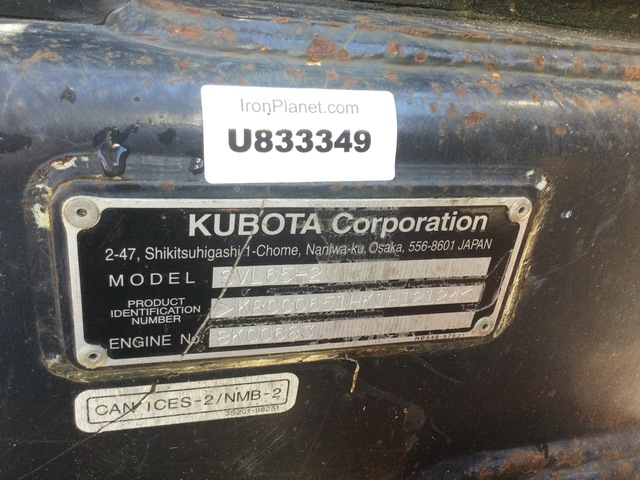 IronPlanet.com
U833349
KUBOTA Corporation
2-47, Shikitsuhigashi 1-Chome, Naniwa-ku, Osaka, 556-8601 JAPAN
MODEL SVL65-2
PRODUCT
IDENTIFICATION
NUMBER
ENGINE No. BK00683
CAN ICES-2/NMB-2